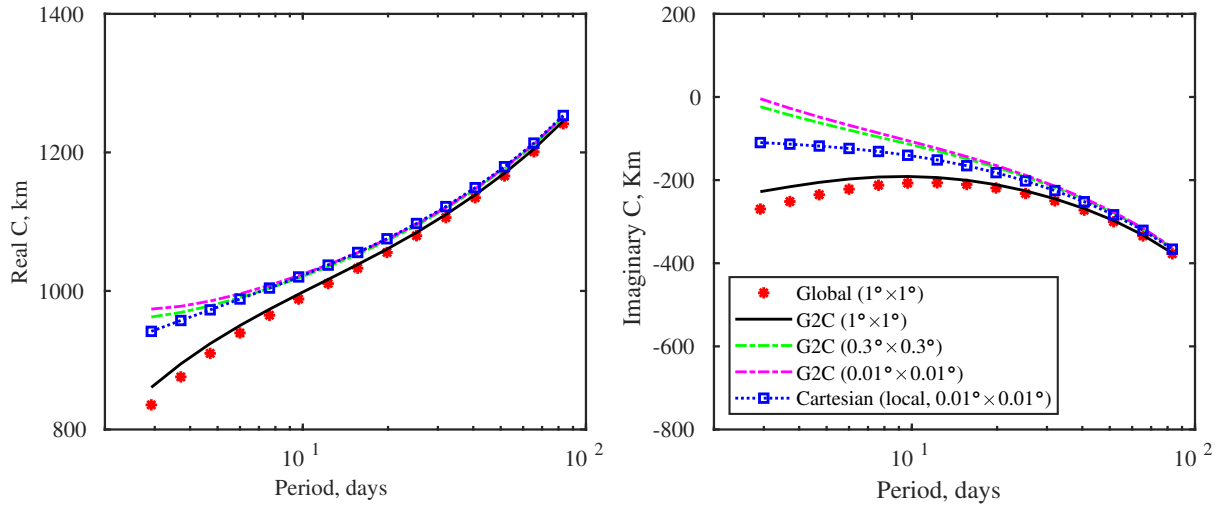 1400
1200
1000
800
Real C, km
10 1
10 2
Period, days
200
0
-200
-400
-600
-800
Imaginary C, Km
Global (1°×1°)
G2C (1°×1°)
G2C (0.3°×0.3°)
G2C (0.01°×0.01°)
Cartesian (local, 0.01°×0.01°)
10 1
10 2
Period, days